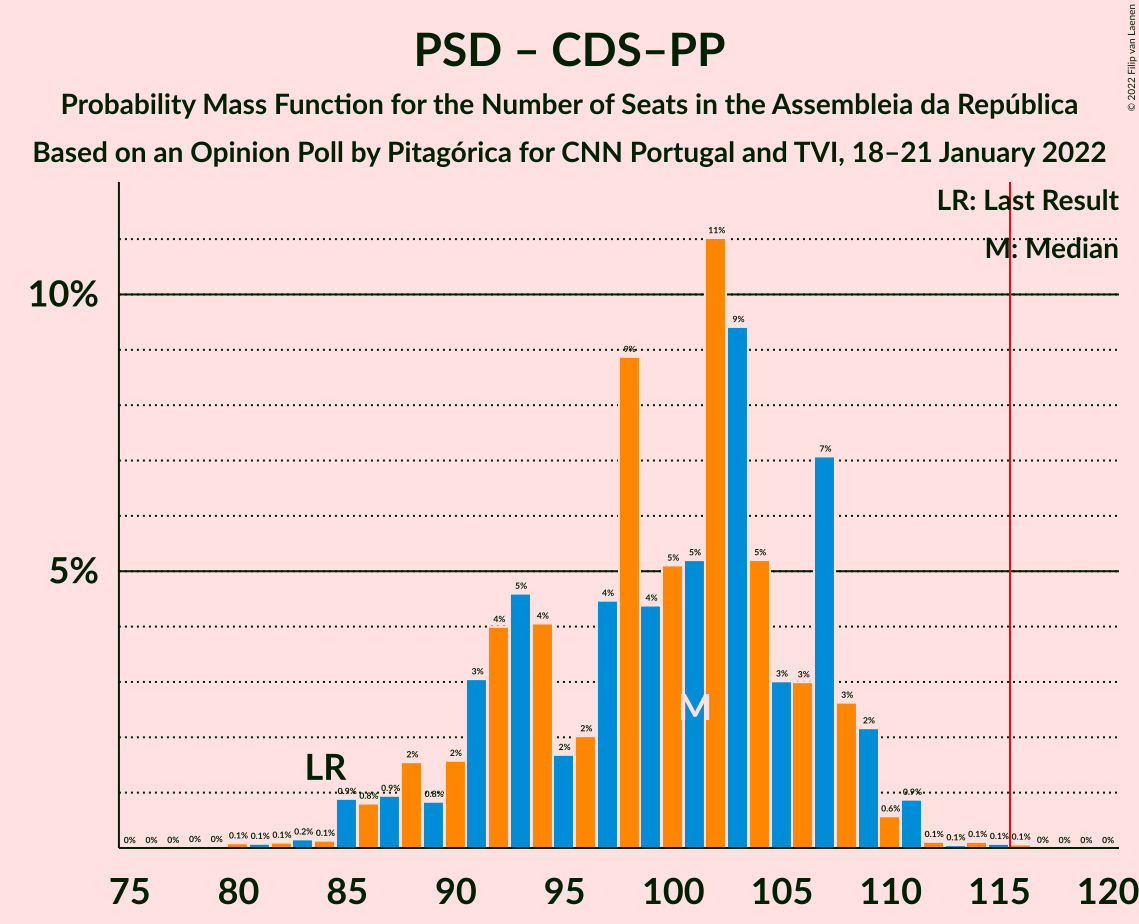 PSD – CDS–PP
Probability Mass Function for the Number of Seats in the Assembleia da República
Based on an Opinion Poll by Pitagórica for CNN Portugal and TVI, 18–21 January 2022
© 2022 Filip van Laenen
LR: Last Result
M: Median
10%
5%
0% 0% 0% 0% 0% 0.1% 0.1% 0.1% 0.2% 0.1% 0.9% 0.8% 0.9% 2% 0.8% 2% 3% 4% 5% 4% 2% 2% 4% 9% 4% 5% 5% 11% 9% 5% 3% 3% 7% 3% 2% 0.6% 0.9% 0.1% 0.1% 0.1% 0.1% 0.1% 0% 0% 0% 0%
LR
M
75 80 85 90 95 100 105 110 115 120